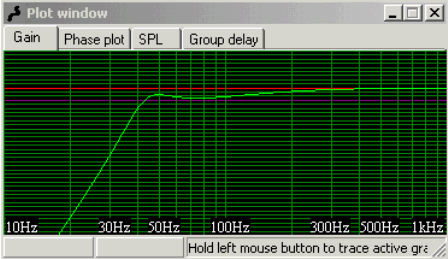 Plot window
Gain Phase plot SPL Group delay
10Hz 30Hz 50Hz 100Hz 300Hz 500Hz 1kHz
Hold left mouse button to trace active gra